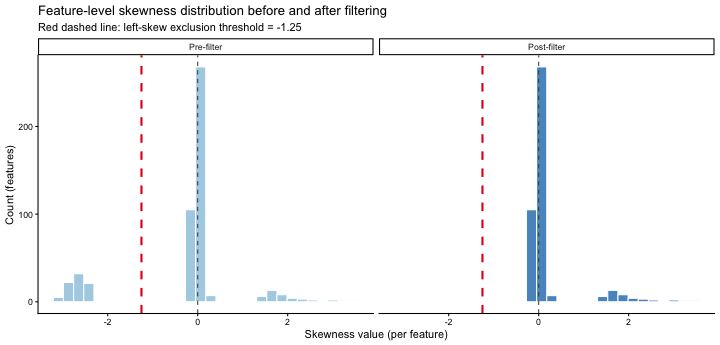 Feature-level skewness distribution before and after filtering
Red dashed line: left-skew exclusion threshold = -1.25
Pre-filter
Post-filter
Count (features)
200
100
0
-2
0
2
-2
0
2
Skewness value (per feature)